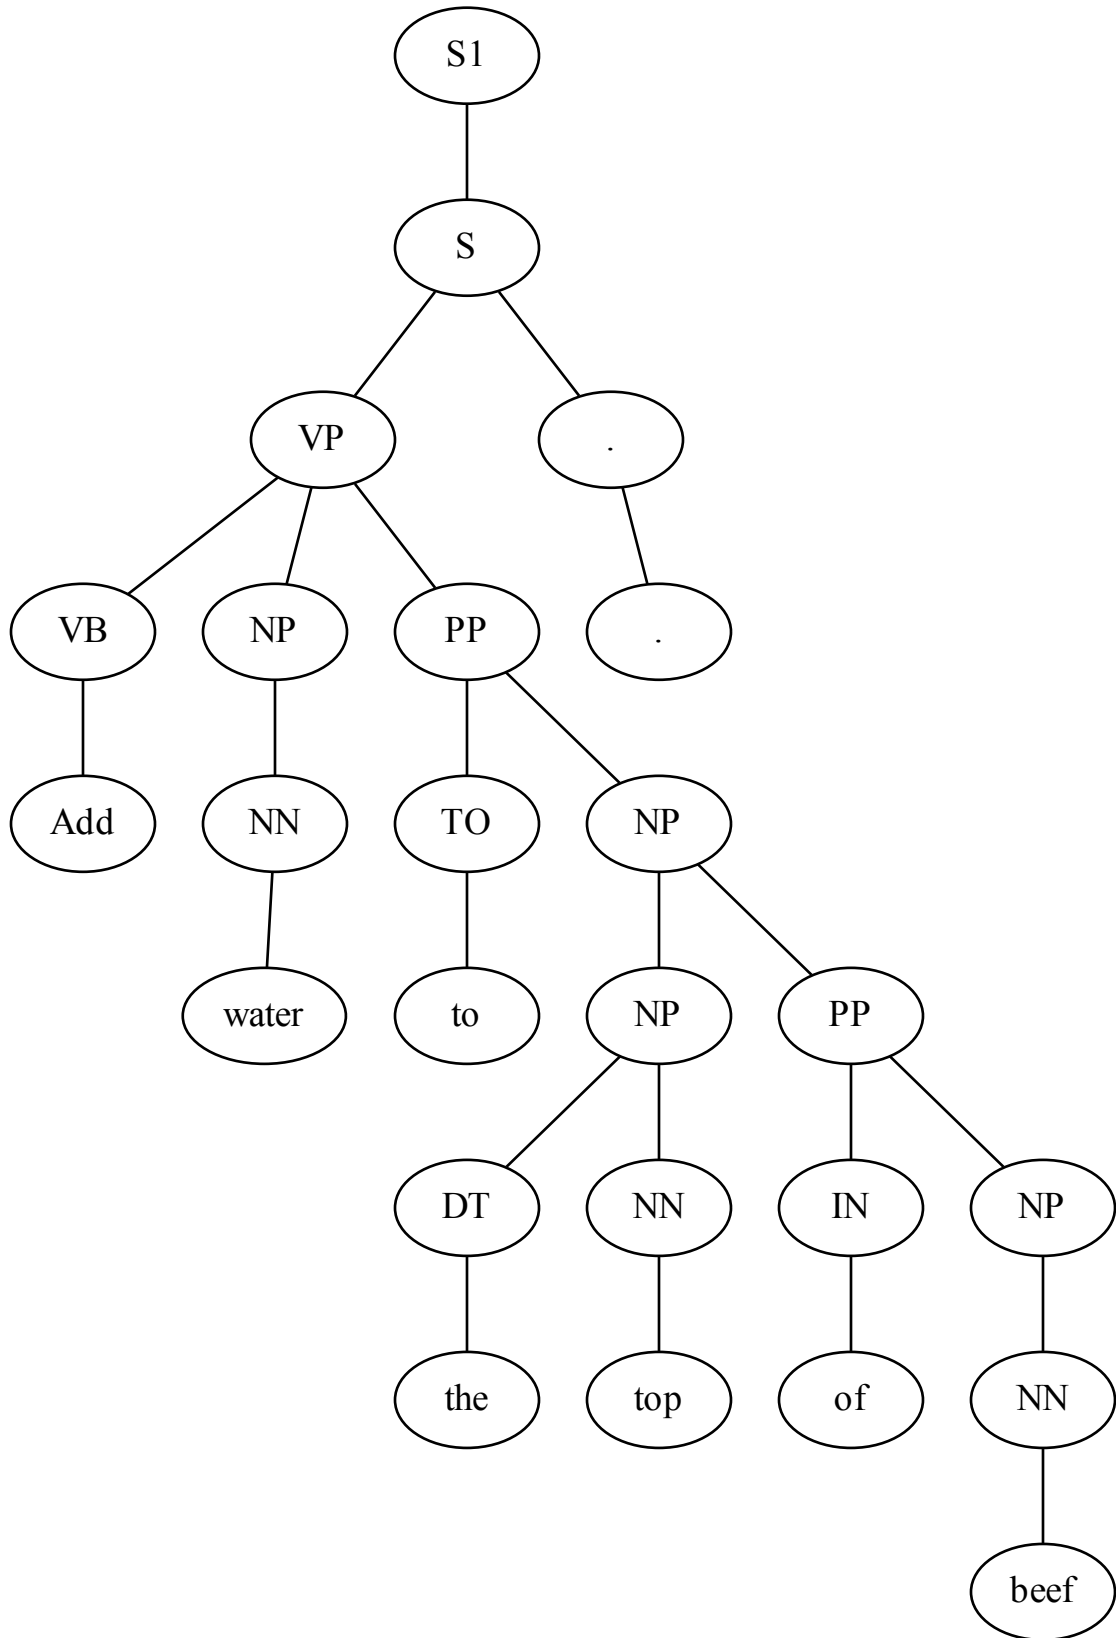 S1
S
VP .
VB NP PP .
Add NN TO NP
water to NP PP
DT NN IN NP
the top of NN
beef